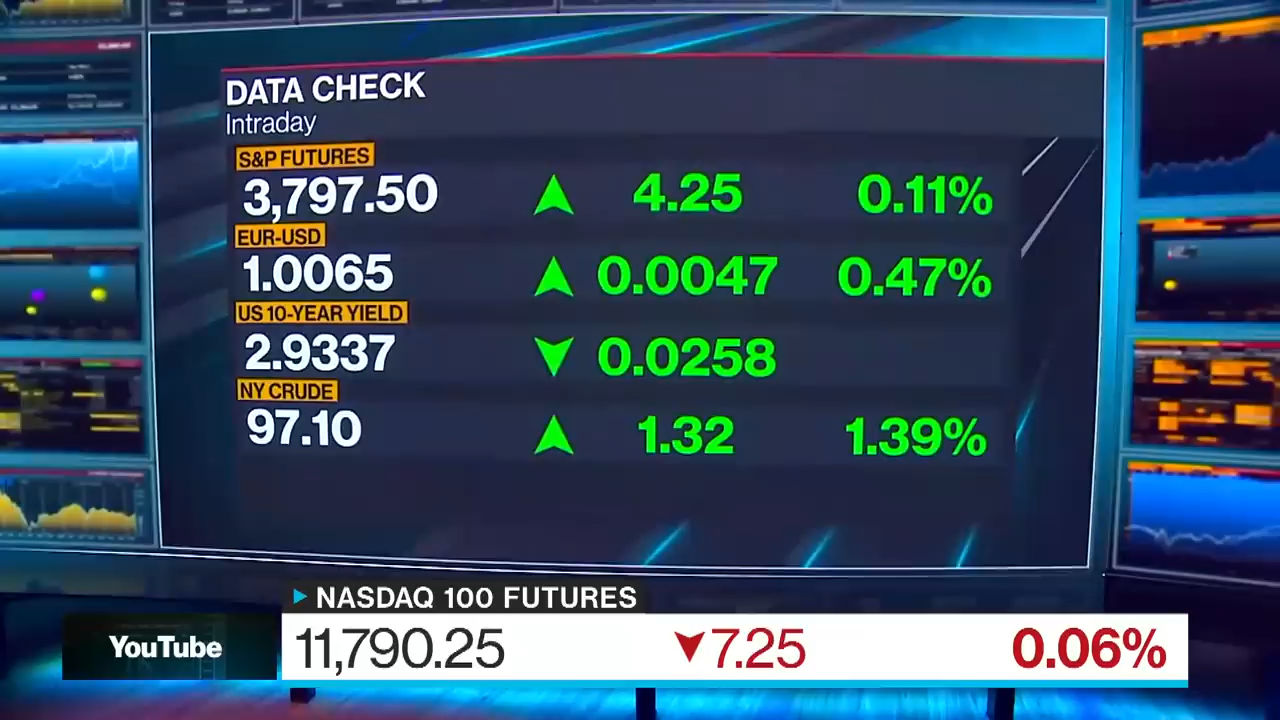 DATA CHECK
Intraday
S&P FUTURES
3,797.50 ▲ 4.25 0.11%
EUR-USD
1.0065 ▲ 0.0047 0.47%
US 10-YEAR YIELD
2.9337 ▼ 0.0258
NY CRUDE
97.10 ▲ 1.32 1.39%
NASDAQ 100 FUTURES
YouTube 11,790.25 ▼7.25 0.06%